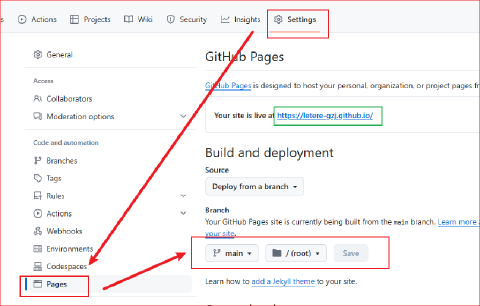 Actions Projects Wiki Security Insights Settings
General
Access
Collaborators
Moderation options
Code and automation
Branches
Tags
Rules
Actions
Webhooks
Environments
Codespaces
Pages
GitHub Pages
GitHub Pages is designed to host your personal, organization, or project pages
Your site is live at https://letere-gzj.github.io/
Build and deployment
Source
Deploy from a branch
Branch
Your GitHub Pages site is currently being built from the main branch. Learn more
your site.
main / (root) Save
Learn how to add a Jekyll theme to your site.